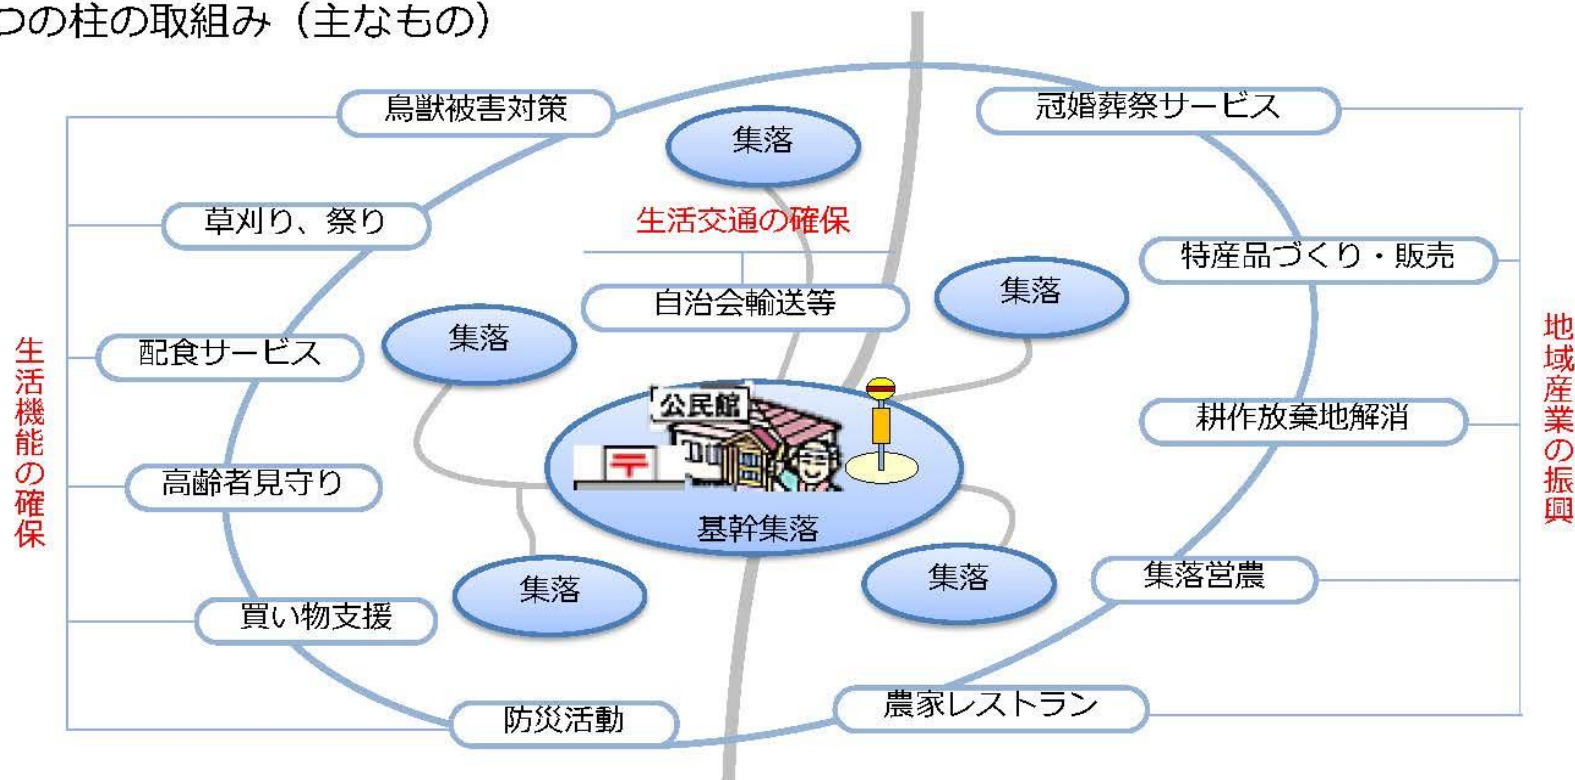 つの柱の取組み（主なもの）
鳥獣被害対策
冠婚葬祭サービス
集落
草刈り、祭り
生活交通の確保
特産品づくり・販売
集落
自治会輸送等
集落
配食サービス
生活機能の確保
地域産業の振興
公民館
耕作放棄地解消
〒
高齢者見守り
基幹集落
集落
集落
集落営農
買い物支援
農家レストラン
防災活動